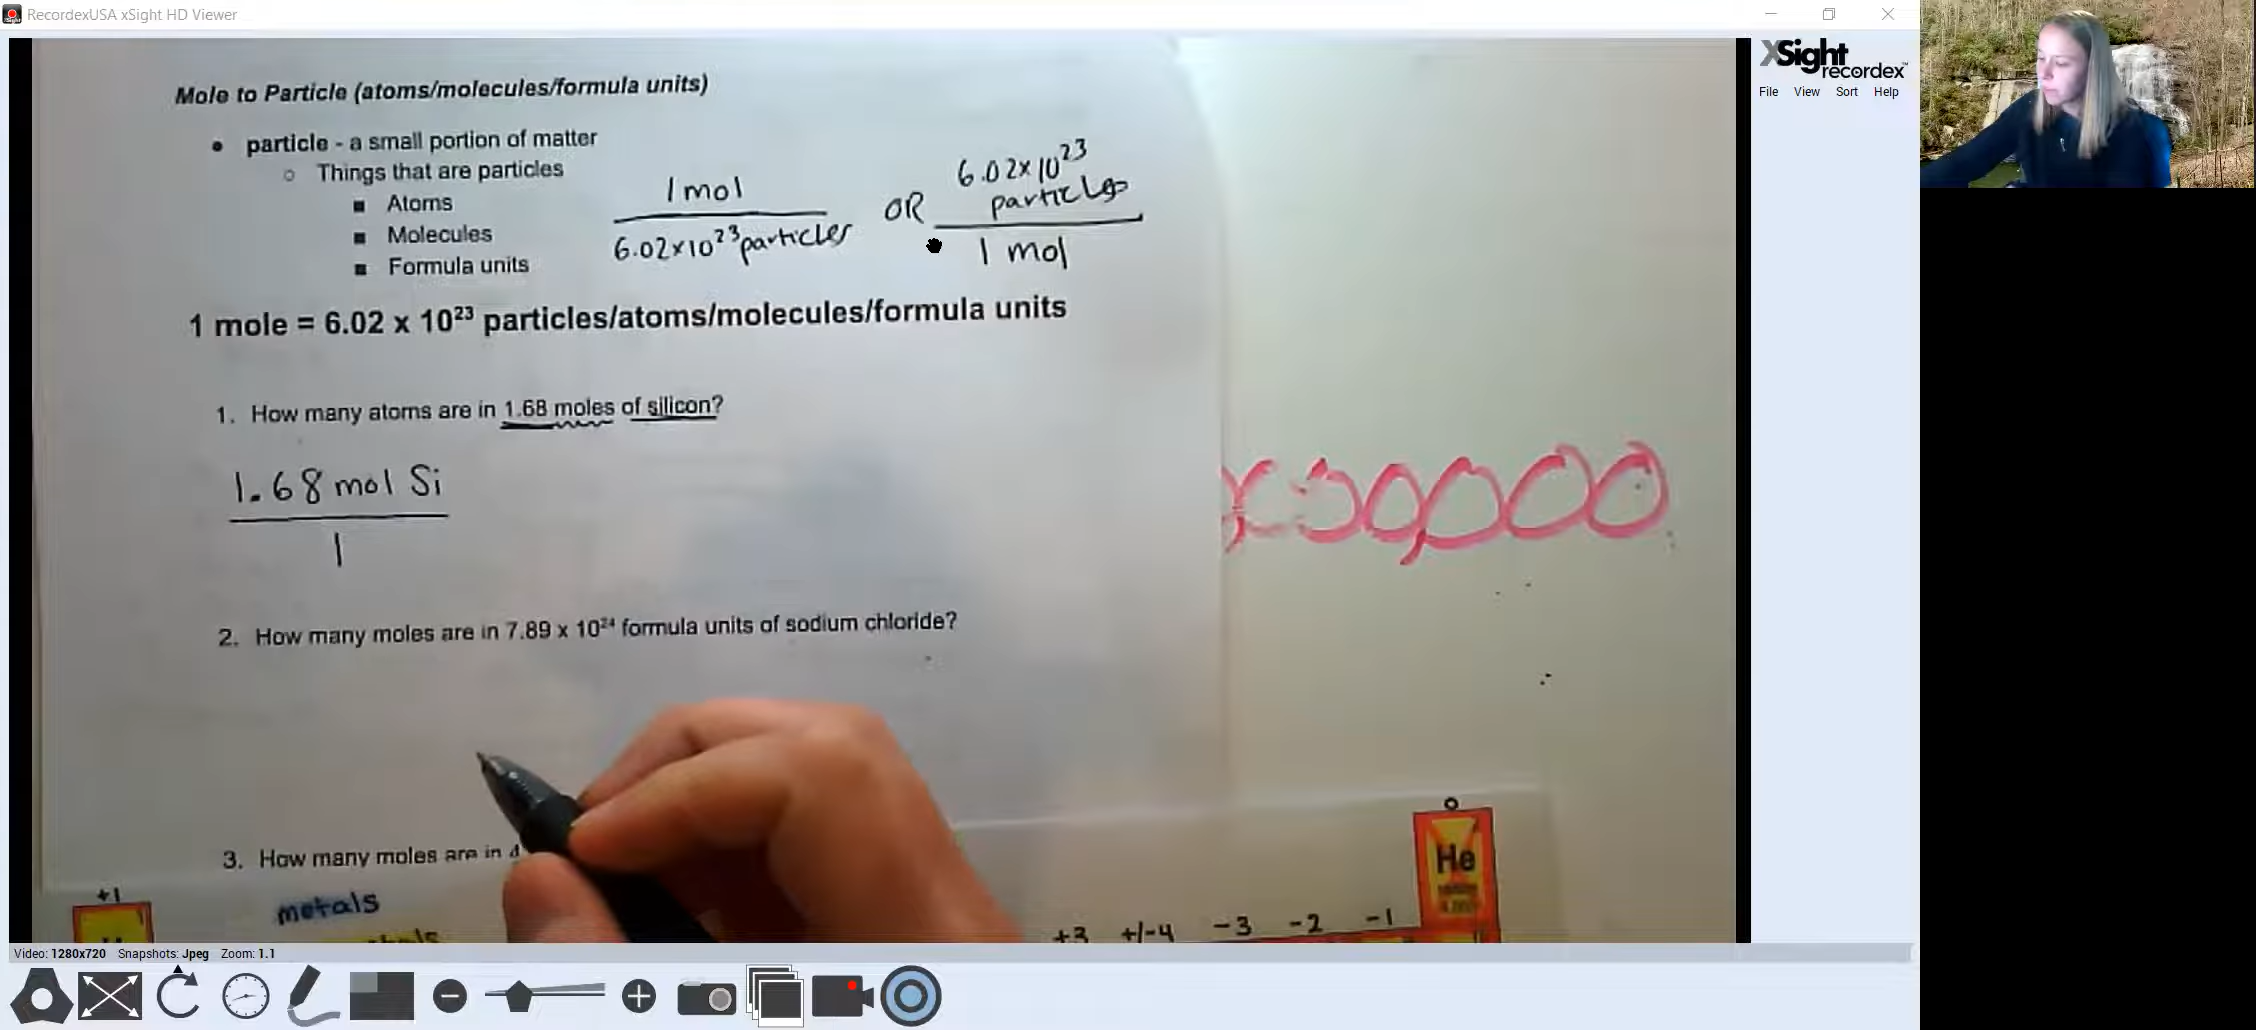 RecordexUSA xSight HD Viewer
XSight
recordex™
File View Sort Help
Mole to Particle (atoms/molecules/formula units)
● particle - a small portion of matter
○ Things that are particles
■ Atoms
■ Molecules
■ Formula units
1 mol
6.02x10²³ particles
OR
6.02x10²³
particles
1 mol
1 mole = 6.02 x 10²³ particles/atoms/molecules/formula units
1. How many atoms are in 1.68 moles of silicon?
1.68 mol Si
1
2. How many moles are in 7.89 x 10²⁴ formula units of sodium chloride?
3. How many moles are in
+1
metals
0
He
+3 +/-4 -3 -2 -1
Video: 1280x720 Snapshots: Jpeg Zoom: 1.1